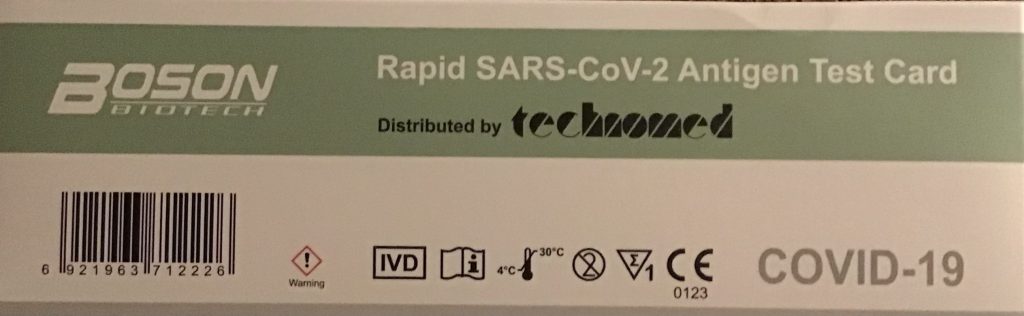 BOSON
BIOTECH
Rapid SARS-CoV-2 Antigen Test Card
Distributed by technomed
6 921963 712226
Warning
IVD
i
4°C 30°C
2
Σ 1
CE
0123
COVID-19